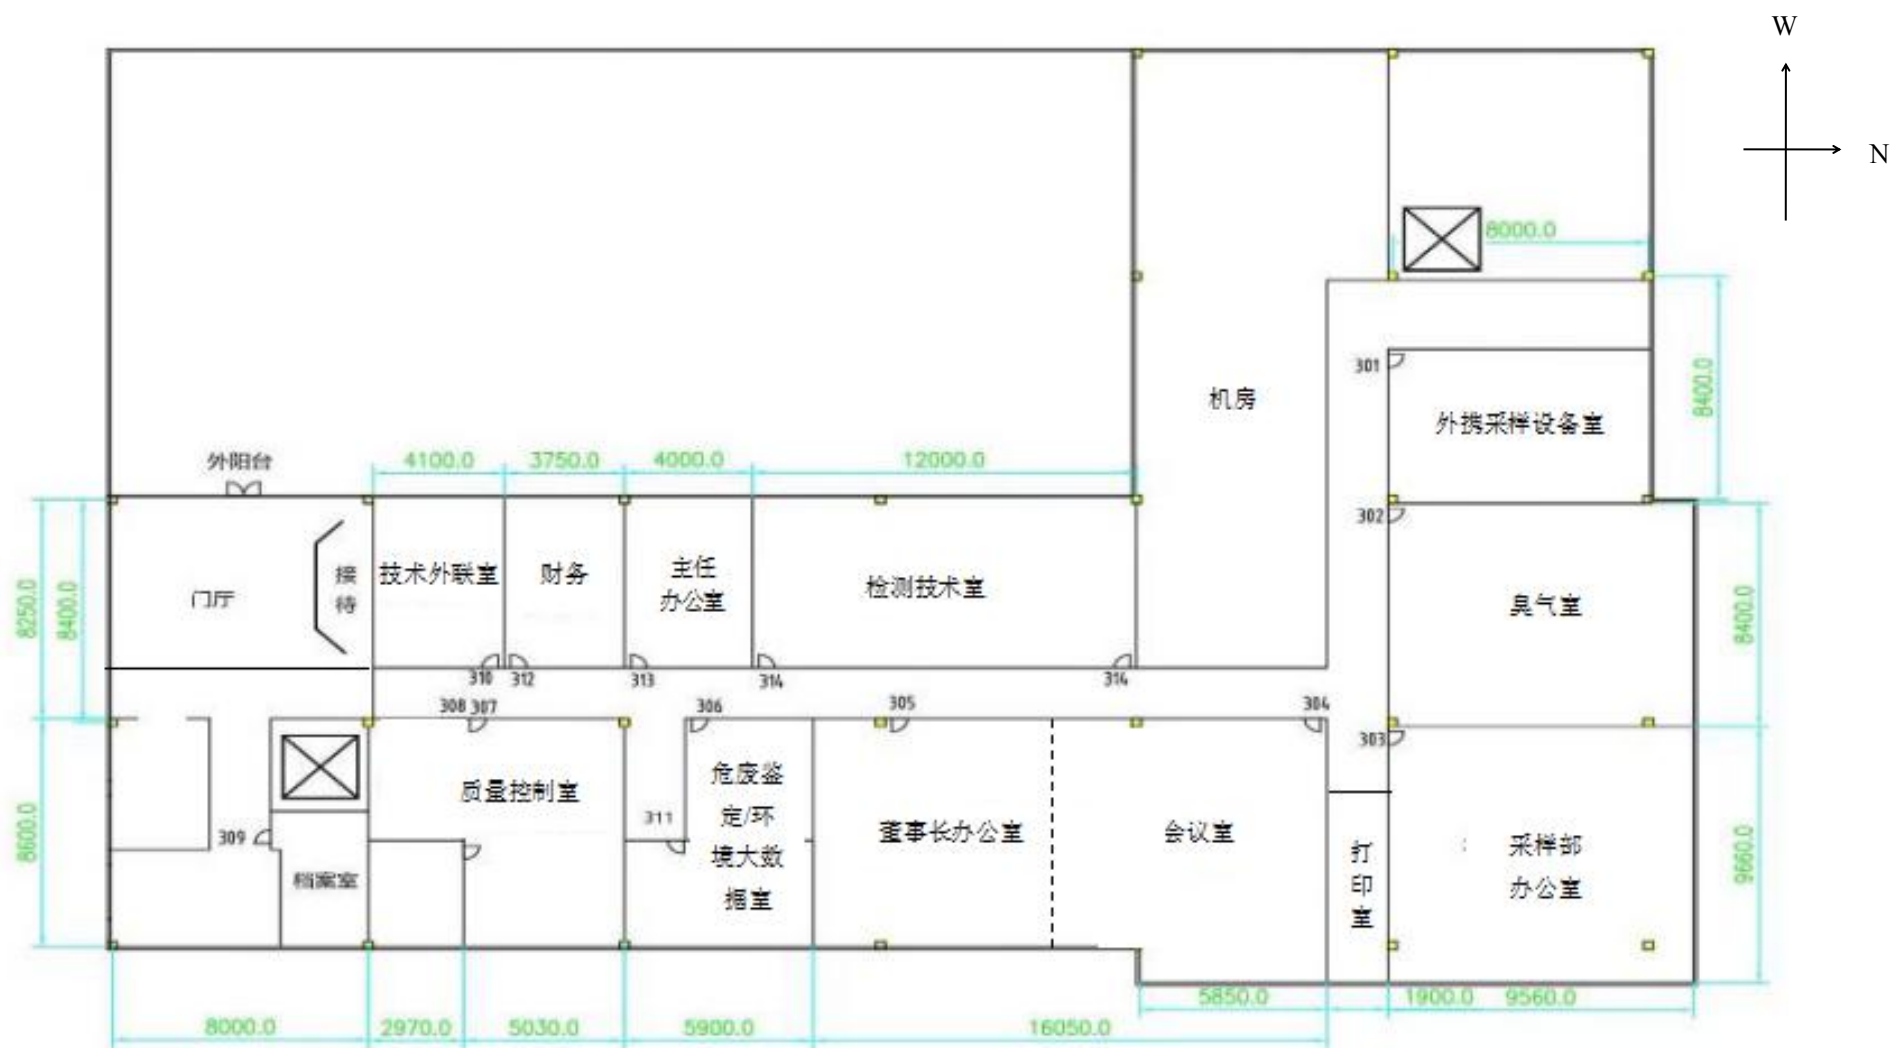 W
N
8000.0
8400.0
301
机房
外携采样设备室
外阳台
4100.0
3750.0
4000.0
12000.0
302
8250.0
8400.0
门厅
接
待
技术外联室
财务
主任
办公室
检测技术室
臭气室
8400.0
310
312
313
314
314
308
307
306
305
304
303
8600.0
309
档案室
质量控制室
311
危废鉴
定/环
境大数
据室
董事长办公室
会议室
打
印
室
采样部
办公室
9660.0
5850.0
1900.0
9560.0
8000.0
2970.0
5030.0
5900.0
16050.0